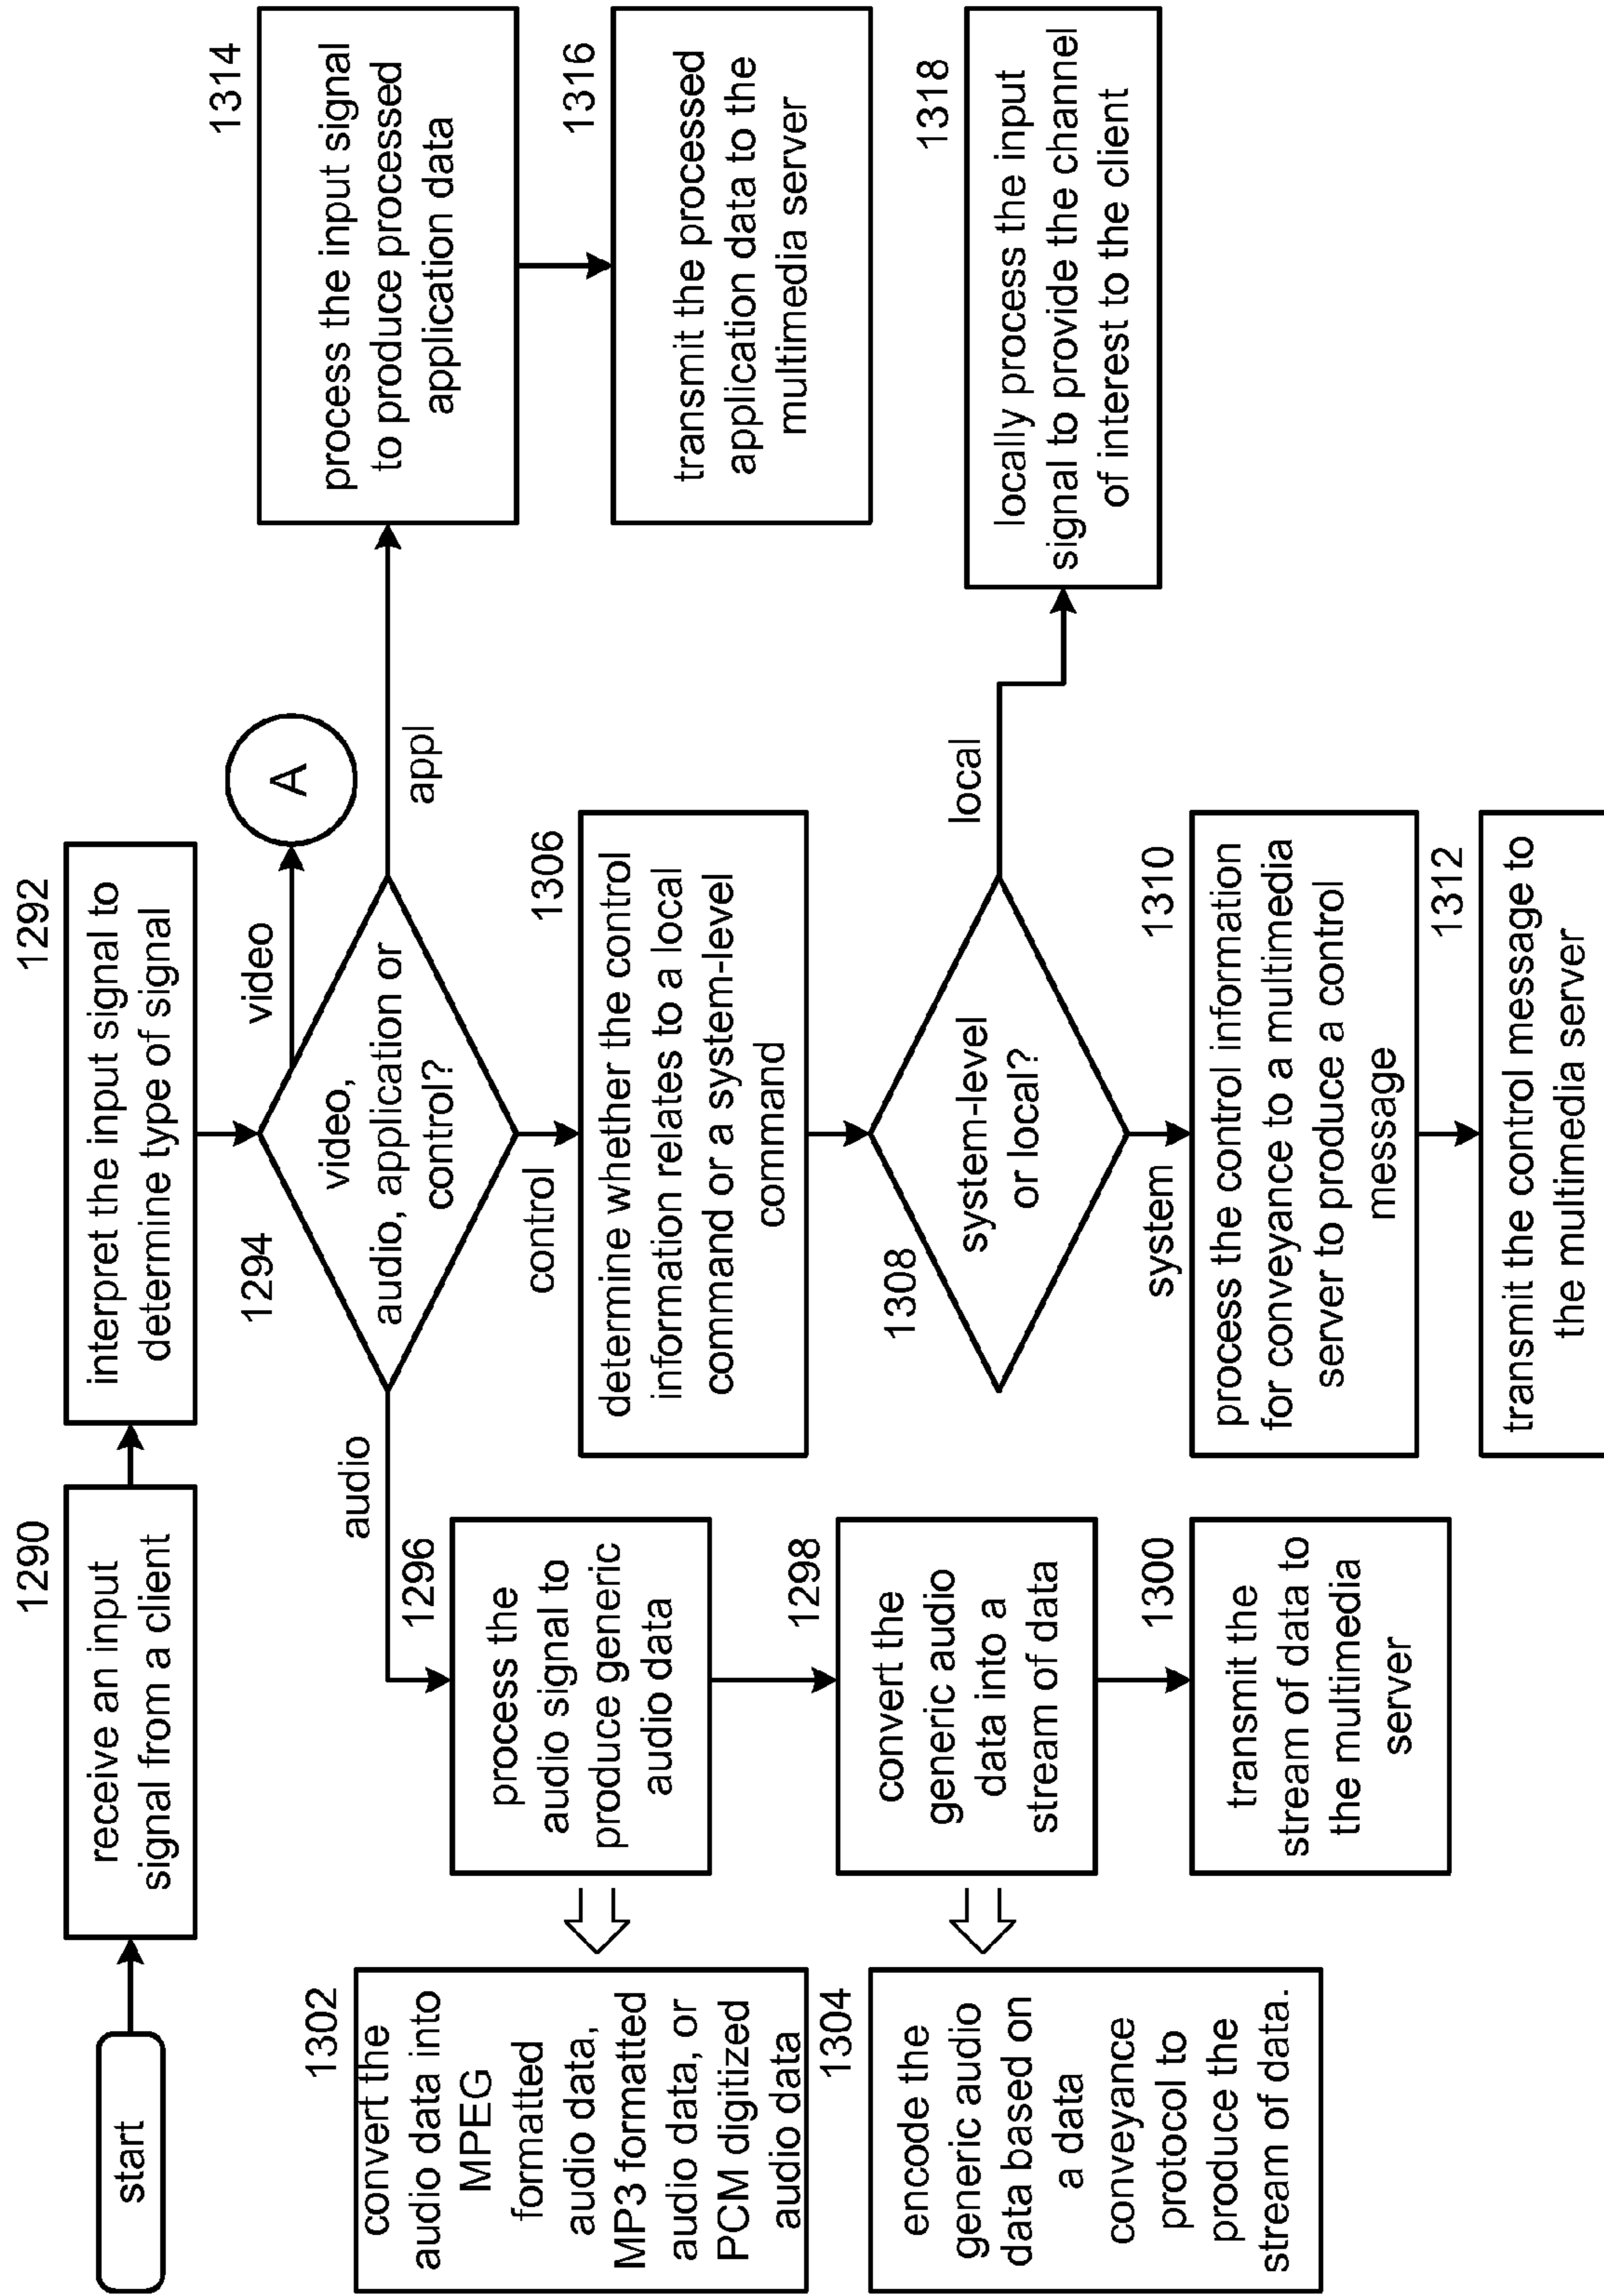 start
1290
receive an input
signal from a client
1292
interpret the input signal to
determine type of signal
1294
video,
audio, application or
control?
video
A
audio
control
appl
1296
process the
audio signal to
produce generic
audio data
1298
convert the
generic audio
data into a
stream of data
1300
transmit the
stream of data to
the multimedia
server
1302
convert the
audio data into
MPEG
formatted
audio data,
MP3 formatted
audio data, or
PCM digitized
audio data
1304
encode the
generic audio
data based on
a data
conveyance
protocol to
produce the
stream of data.
1306
determine whether the control
information relates to a local
command or a system-level
command
1308
system-level
or local?
local
system
1310
process the control information
for conveyance to a multimedia
server to produce a control
message
1312
transmit the control message to
the multimedia server
1314
process the input signal
to produce processed
application data
1316
transmit the processed
application data to the
multimedia server
1318
locally process the input
signal to provide the channel
of interest to the client